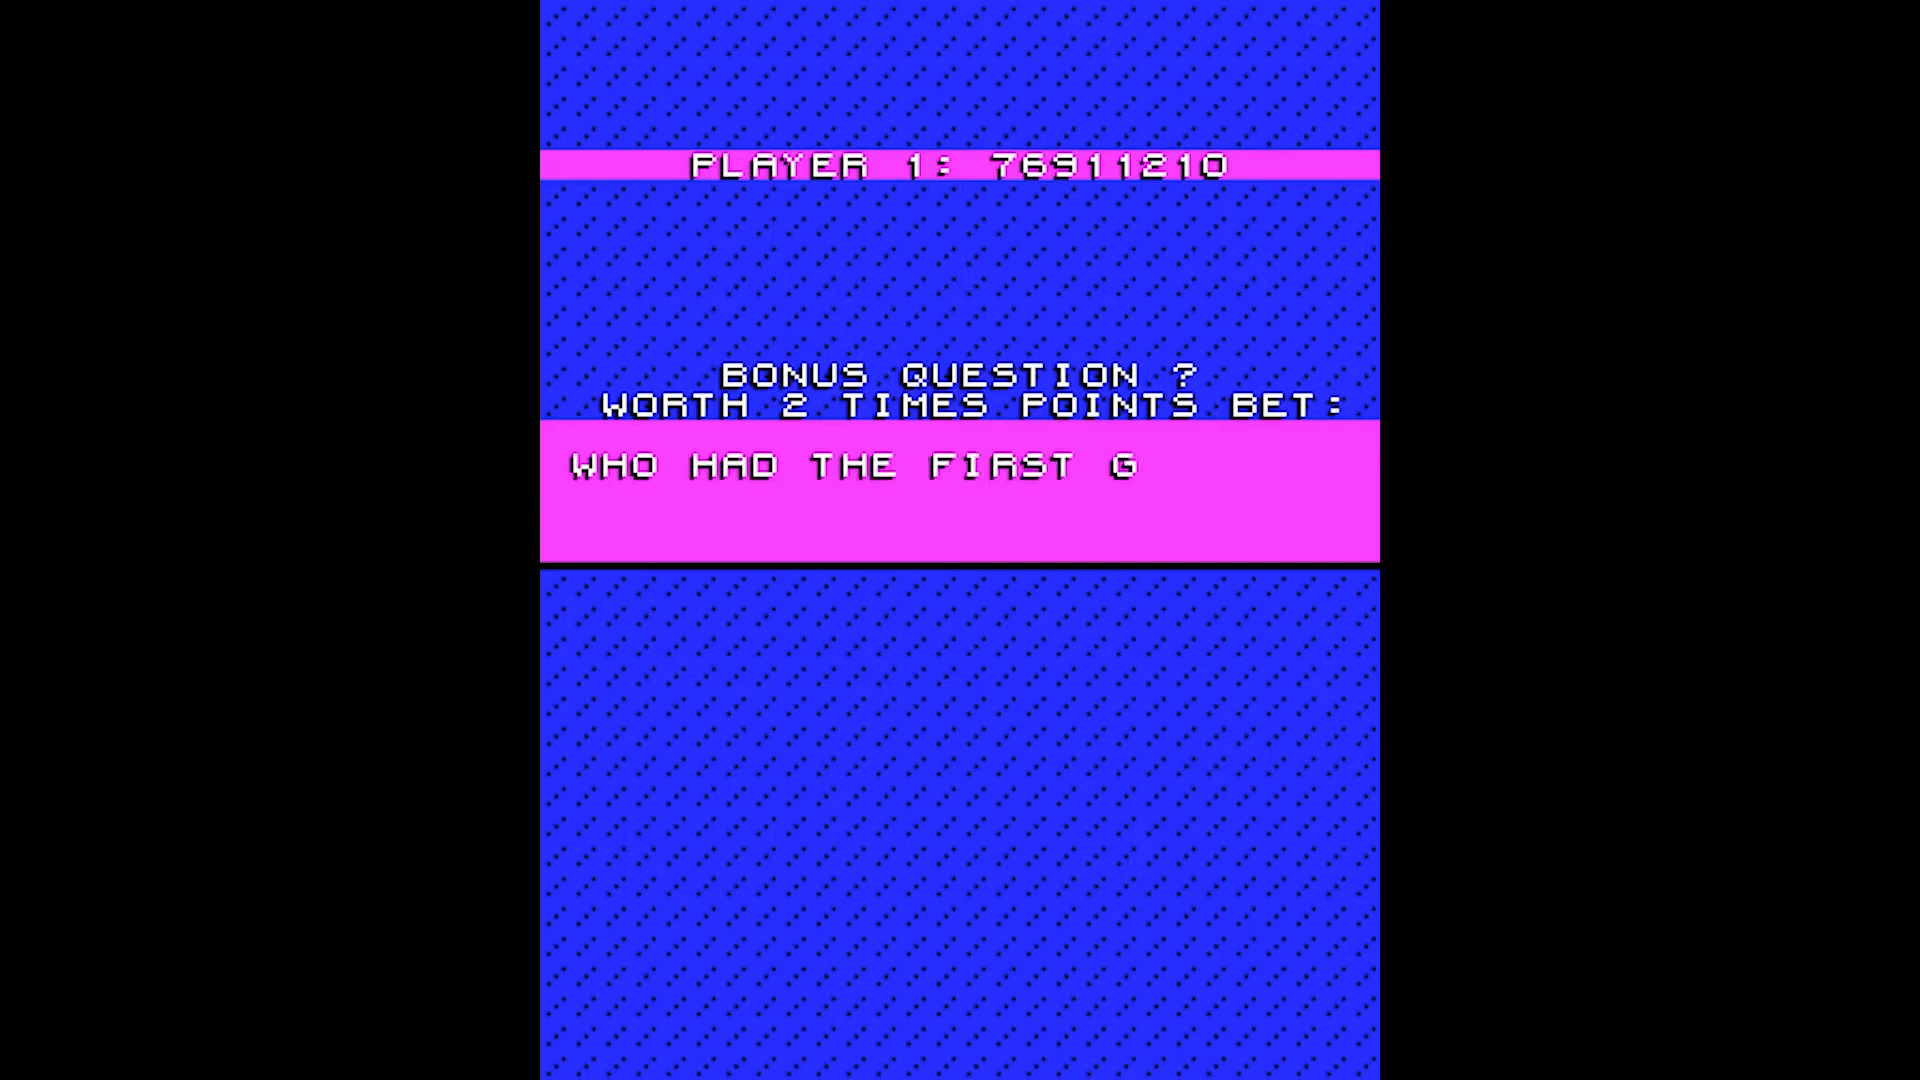 PLAYER 1: 76911210
BONUS QUESTION ?
WORTH 2 TIMES POINTS BET:
WHO HAD THE FIRST G